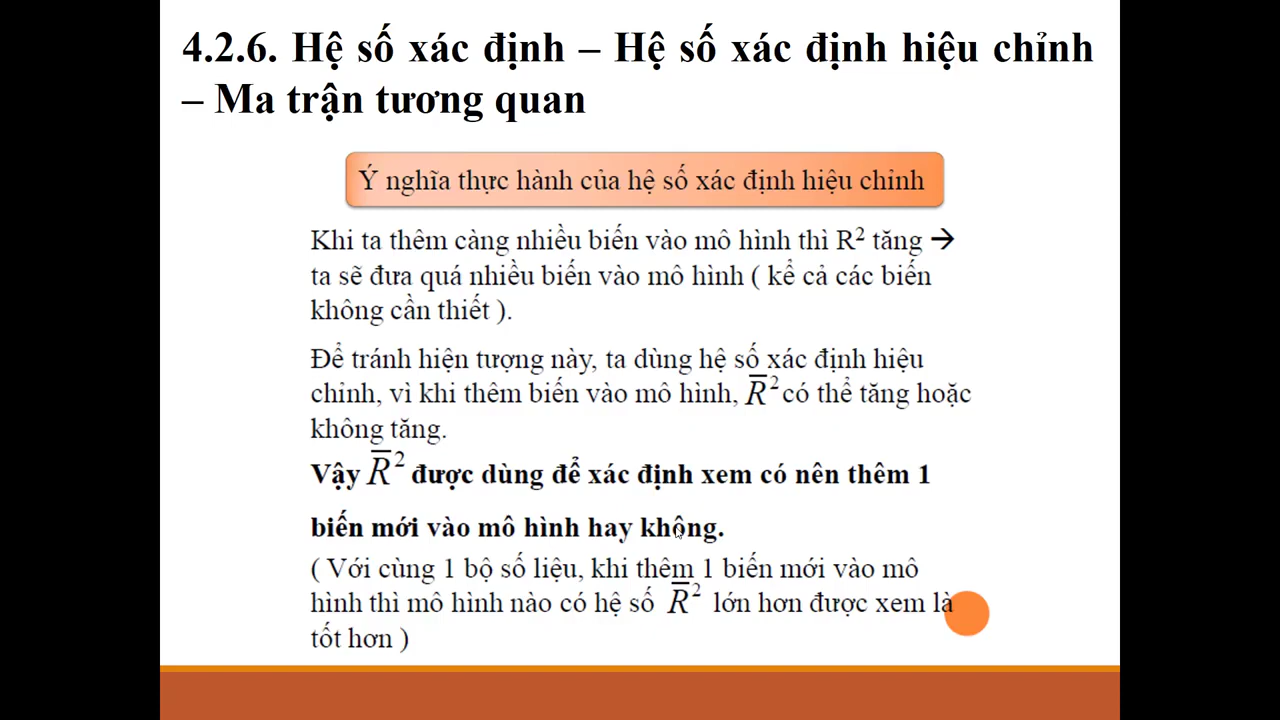 4.2.6. Hệ số xác định – Hệ số xác định hiệu chỉnh
– Ma trận tương quan
Ý nghĩa thực hành của hệ số xác định hiệu chỉnh
Khi ta thêm càng nhiều biến vào mô hình thì R² tăng →
ta sẽ đưa quá nhiều biến vào mô hình ( kể cả các biến
không cần thiết ).
Để tránh hiện tượng này, ta dùng hệ số xác định hiệu
chỉnh, vì khi thêm biến vào mô hình, R̅² có thể tăng hoặc
không tăng.
Vậy R̅² được dùng để xác định xem có nên thêm 1
biến mới vào mô hình hay không.
( Với cùng 1 bộ số liệu, khi thêm 1 biến mới vào mô
hình thì mô hình nào có hệ số R̅² lớn hơn được xem là
tốt hơn )